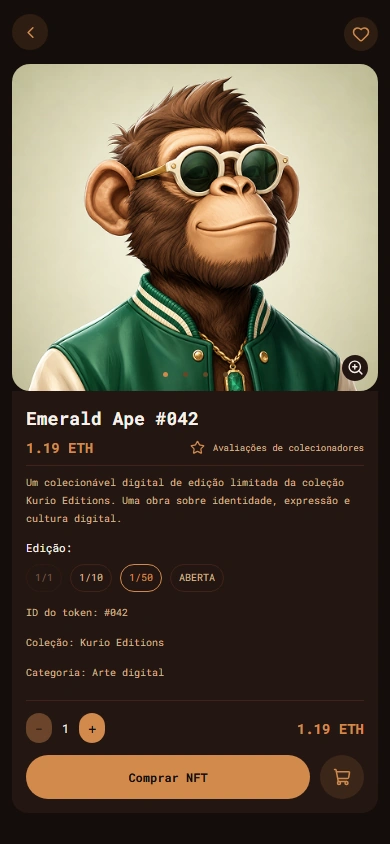 Emerald Ape #042
1.19 ETH
Avaliações de colecionadores
Um colecionável digital de edição limitada da coleção
Kurio Editions. Uma obra sobre identidade, expressão e
cultura digital.
Edição:
1/1 1/10 1/50 ABERTA
ID do token: #042
Coleção: Kurio Editions
Categoria: Arte digital
− 1 + 1.19 ETH
Comprar NFT